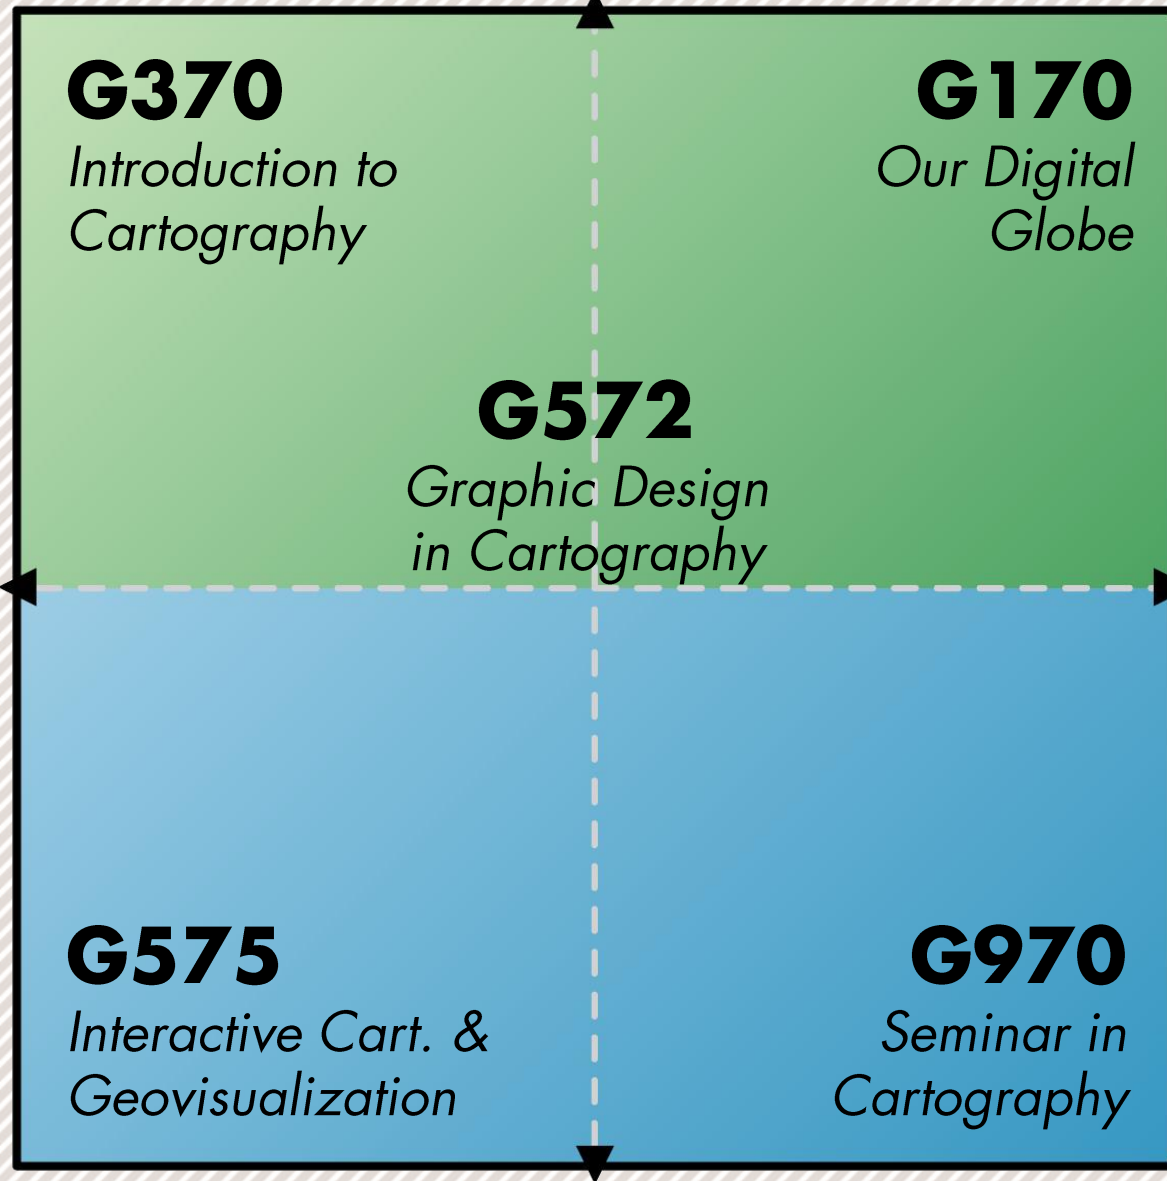 G370
Introduction to
Cartography
G170
Our Digital
Globe
G572
Graphic Design
in Cartography
G575
Interactive Cart. &
Geovisualization
G970
Seminar in
Cartography